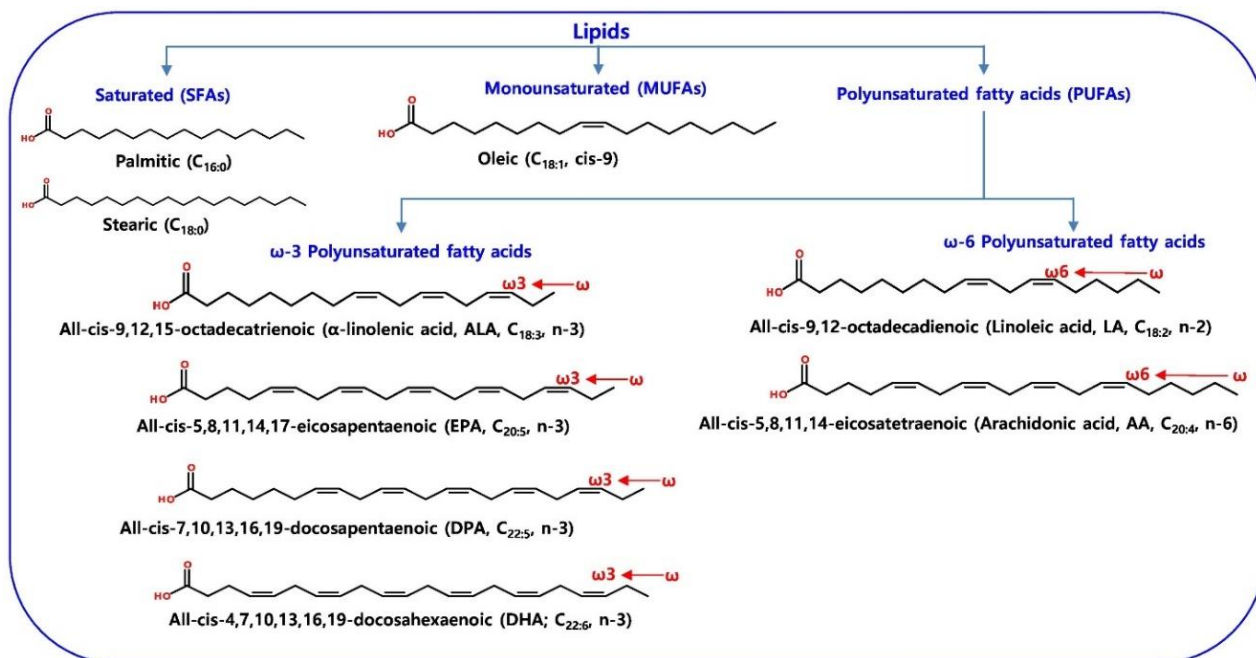 Lipids
Saturated (SFAs)
Monounsaturated (MUFAs)
Polyunsaturated fatty acids (PUFAs)
O
HO
Palmitic (C16:0)
O
HO
Oleic (C18:1, cis-9)
O
HO
Stearic (C18:0)
ω-3 Polyunsaturated fatty acids
ω-6 Polyunsaturated fatty acids
O
HO
ω3
ω
All-cis-9,12,15-octadecatrienoic (α-linolenic acid, ALA, C18:3, n-3)
O
HO
ω6
ω
All-cis-9,12-octadecadienoic (Linoleic acid, LA, C18:2, n-2)
O
HO
ω3
ω
All-cis-5,8,11,14,17-eicosapentaenoic (EPA, C20:5, n-3)
O
HO
ω6
ω
All-cis-5,8,11,14-eicosatetraenoic (Arachidonic acid, AA, C20:4, n-6)
O
HO
ω3
ω
All-cis-7,10,13,16,19-docosapentaenoic (DPA, C22:5, n-3)
O
HO
ω3
ω
All-cis-4,7,10,13,16,19-docosahexaenoic (DHA; C22:6, n-3)